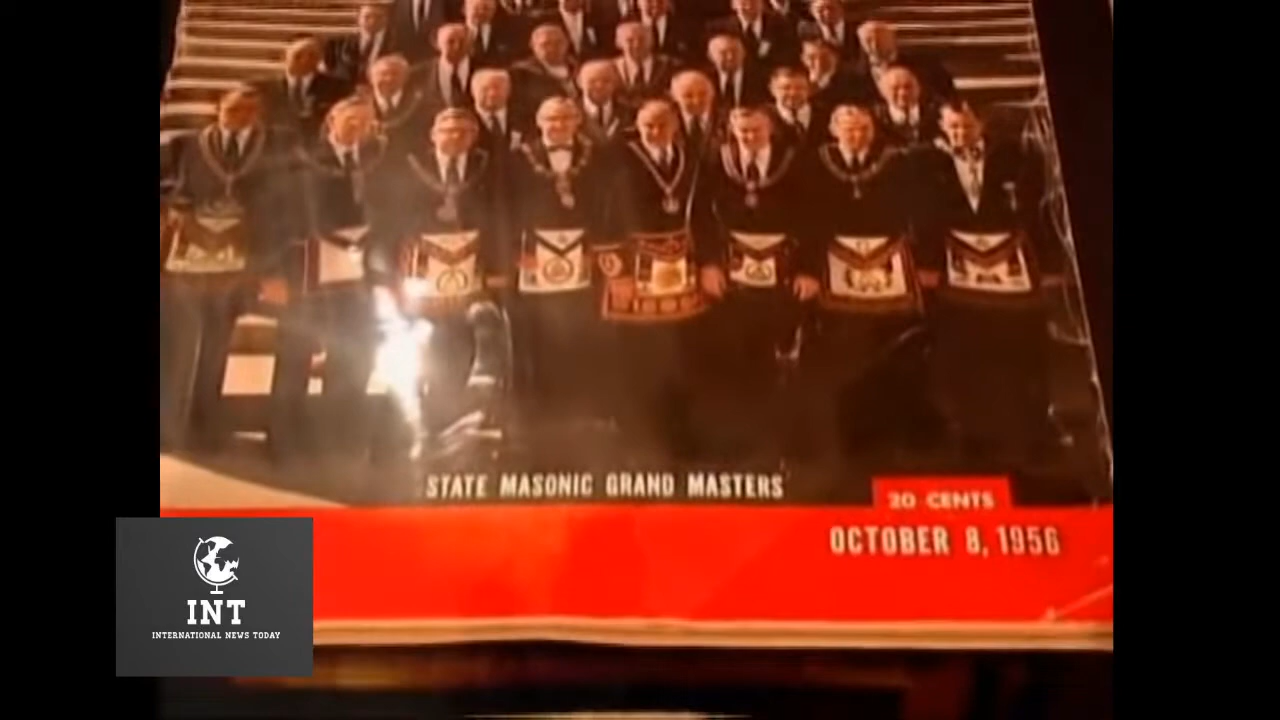 STATE MASONIC GRAND MASTERS
20 CENTS
OCTOBER 8, 1956
INT
INTERNATIONAL NEWS TODAY